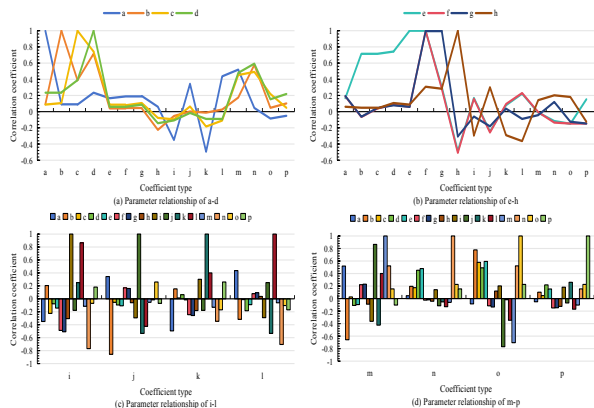 a b c d
Correlation coefficient
1
0.8
0.6
0.4
0.2
0
-0.2
-0.4
-0.6
a b c d e f g h i j k l m n o p
Coefficient type
(a) Parameter relationship of a-d
e f g h
Correlation coefficient
1
0.8
0.6
0.4
0.2
0
-0.2
-0.4
-0.6
a b c d e f g h i j k l m n o p
Coefficient type
(b) Parameter relationship of e-h
a b c d e f g h i j k l m n o p
Correlation coefficient
1
0.8
0.6
0.4
0.2
0
-0.2
-0.4
-0.6
-0.8
-1
i j k l
Coefficient type
(c) Parameter relationship of i-l
a b c d e f g h i j k l m n o p
Correlation coefficient
1
0.8
0.6
0.4
0.2
0
-0.2
-0.4
-0.6
-0.8
-1
m n o p
Coefficient type
(d) Parameter relationship of m-p